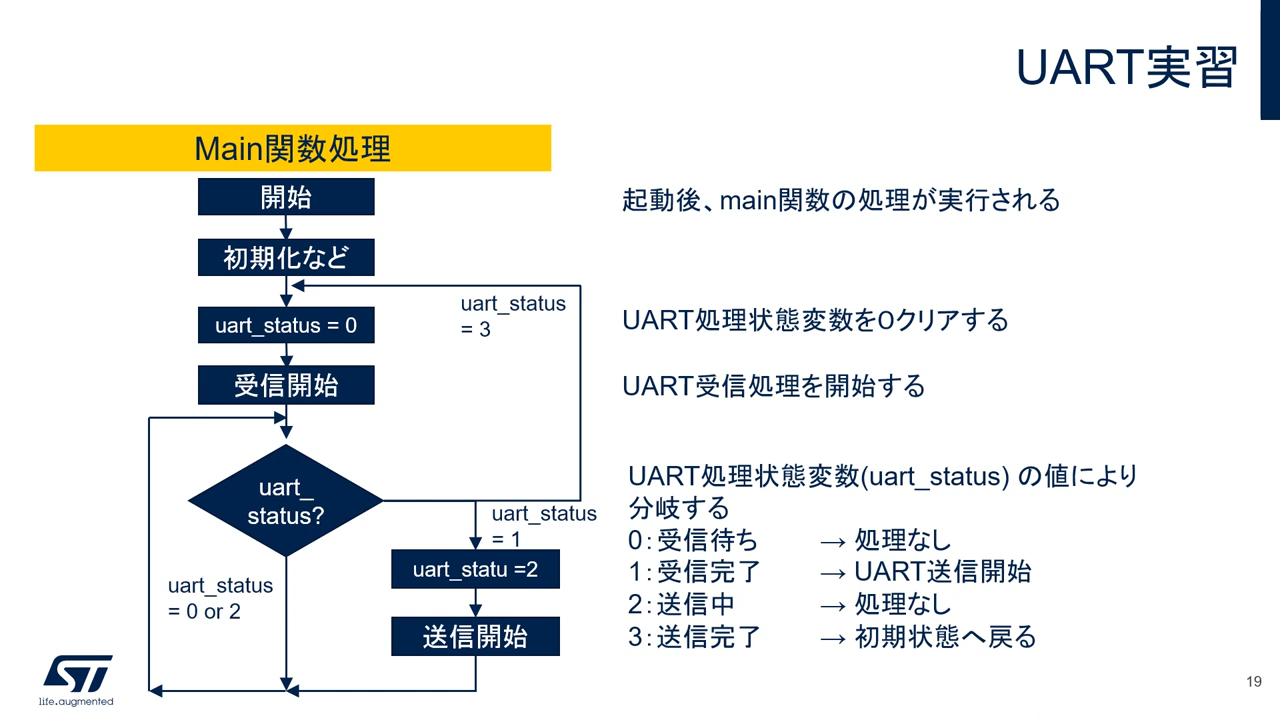 UART実習
Main関数処理
開始
起動後、main関数の処理が実行される
初期化など
uart_status
= 3
uart_status = 0
UART処理状態変数を0クリアする
受信開始
UART受信処理を開始する
uart_
status?
UART処理状態変数(uart_status) の値により
分岐する
0:受信待ち → 処理なし
1:受信完了 → UART送信開始
2:送信中 → 処理なし
3:送信完了 → 初期状態へ戻る
uart_status
= 1
uart_statu =2
uart_status
= 0 or 2
送信開始
ST
life.augmented
19